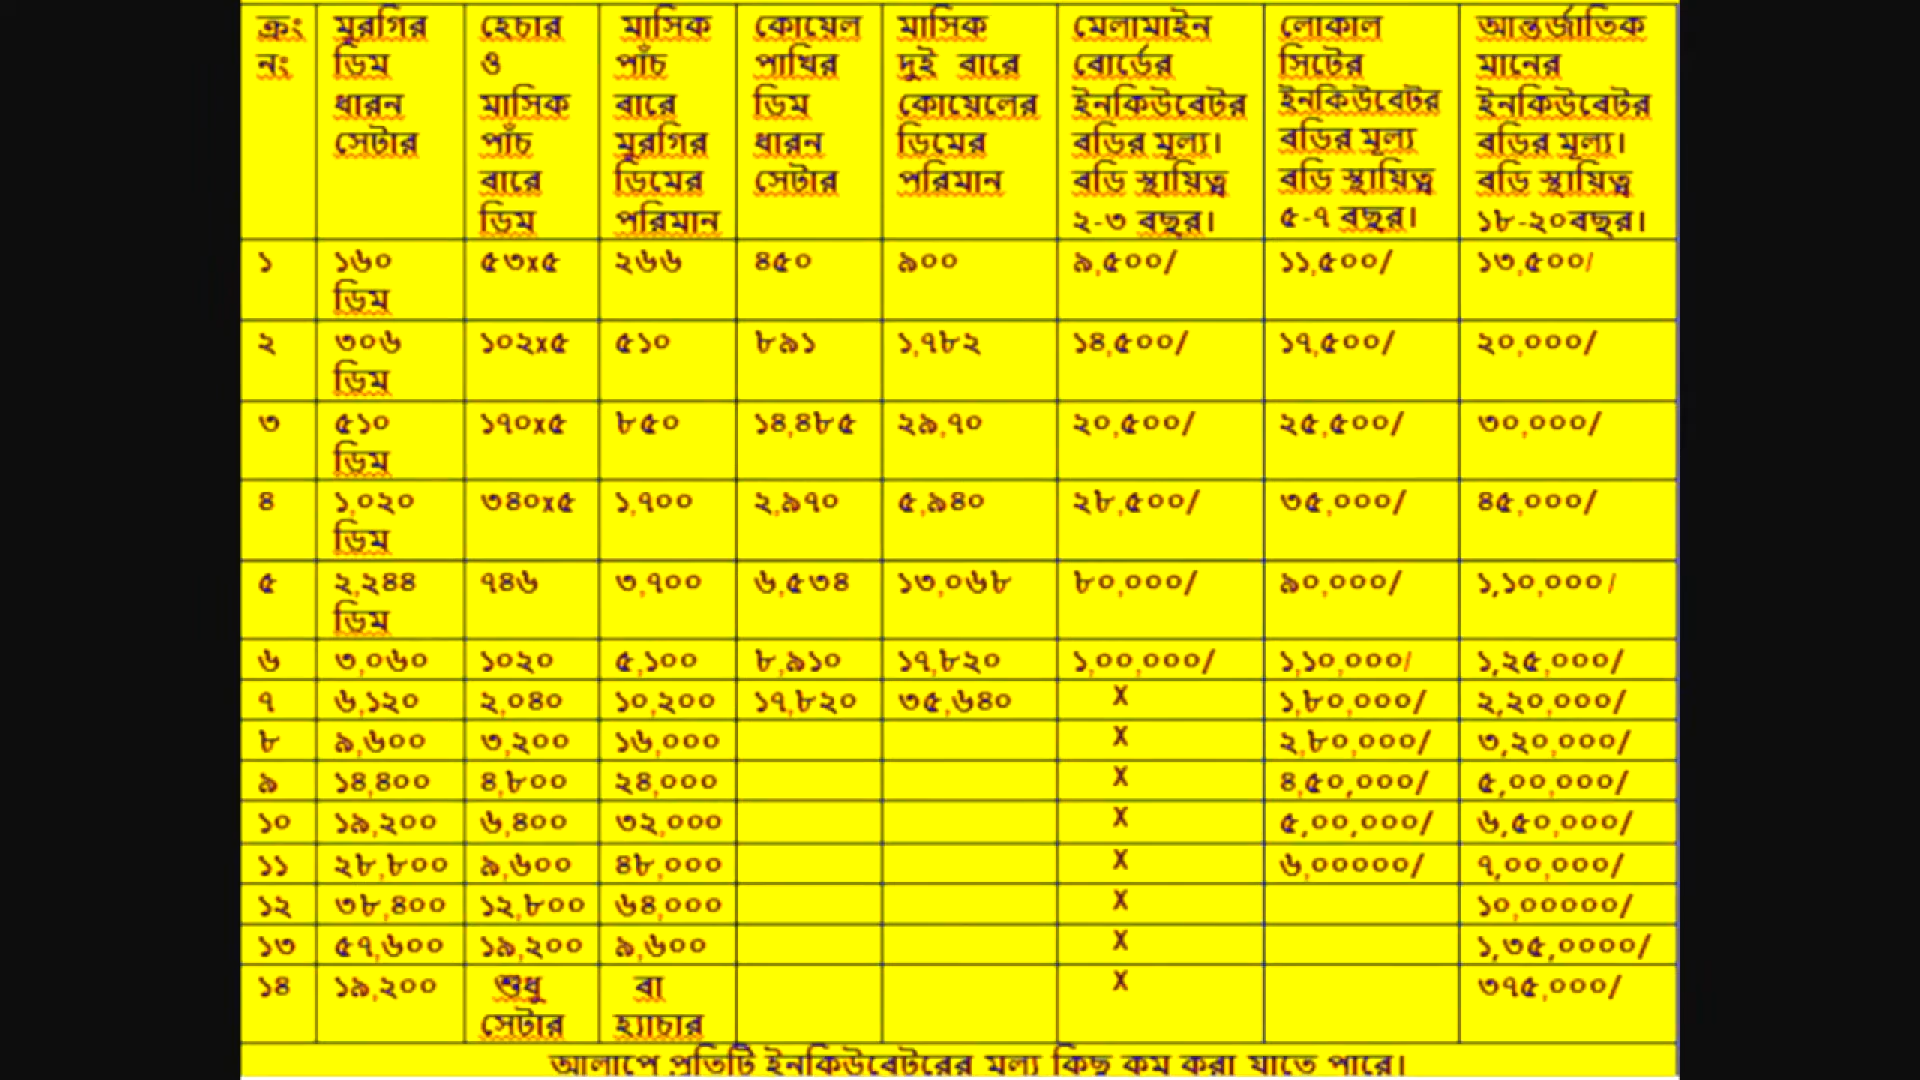 ক্রং নং	মুরগির ডিম ধারন সেটার	হেচার ও মাসিক পাঁচ বারে ডিম	মাসিক পাঁচ বারে মুরগির ডিমের পরিমান	কোয়েল পাখির ডিম ধারন সেটার	মাসিক দুই বারে কোয়েলের ডিমের পরিমান	মেলামাইন বোর্ডের ইনকিউবেটর বডির মূল্য। বডি স্থায়িত্ব ২-৩ বছর।	লোকাল সিটের ইনকিউবেটর বডির মূল্য বডি স্থায়িত্ব ৫-৭ বছর।	আন্তর্জাতিক মানের ইনকিউবেটর বডির মূল্য। বডি স্থায়িত্ব ১৮-২০বছর।
১	১৬০ ডিম	৫৩x৫	২৬৬	৪৫০	৯০০	৯,৫০০/	১১,৫০০/	১৩,৫০০/
২	৩০৬ ডিম	১০২x৫	৫১০	৮৯১	১,৭৮২	১৪,৫০০/	১৭,৫০০/	২০,০০০/
৩	৫১০ ডিম	১৭০x৫	৮৫০	১৪,৪৮৫	২৯,৭০	২০,৫০০/	২৫,৫০০/	৩০,০০০/
৪	১,০২০ ডিম	৩৪০x৫	১,৭০০	২,৯৭০	৫,৯৪০	২৮,৫০০/	৩৫,০০০/	৪৫,০০০/
৫	২,২৪৪ ডিম	৭৪৬	৩,৭০০	৬,৫৩৪	১৩,০৬৮	৮০,০০০/	৯০,০০০/	১,১০,০০০/
৬	৩,০৬০	১০২০	৫,১০০	৮,৯১০	১৭,৮২০	১,০০,০০০/	১,১০,০০০/	১,২৫,০০০/
৭	৬,১২০	২,০৪০	১০,২০০	১৭,৮২০	৩৫,৬৪০	X	১,৮০,০০০/	২,২০,০০০/
৮	৯,৬০০	৩,২০০	১৬,০০০	X	২,৮০,০০০/	৩,২০,০০০/
৯	১৪,৪০০	৪,৮০০	২৪,০০০	X	৪,৫০,০০০/	৫,০০,০০০/
১০	১৯,২০০	৬,৪০০	৩২,০০০	X	৫,০০,০০০/	৬,৫০,০০০/
১১	২৮,৮০০	৯,৬০০	৪৮,০০০	X	৬,০০০০০/	৭,০০,০০০/
১২	৩৮,৪০০	১২,৮০০	৬৪,০০০	X	১০,০০০০০/
১৩	৫৭,৬০০	১৯,২০০	৯,৬০০	X	১,৩৫,০০০০/
১৪	১৯,২০০	শুধু সেটার	বা হ্যাচার	X	৩৭৫,০০০/
আলাপে প্রতিটি ইনকিউবেটরের মূল্য কিছু কম করা যাতে পারে।